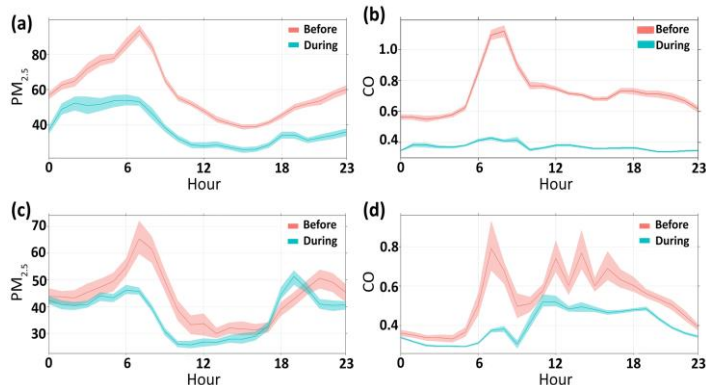 (a)
Before
During
PM2.5
80
60
40
0 6 12 18 23
Hour
(b)
Before
During
CO
1.0
0.8
0.6
0.4
0 6 12 18 23
Hour
(c)
Before
During
PM2.5
70
60
50
40
30
0 6 12 18 23
Hour
(d)
Before
During
CO
0.8
0.6
0.4
0 6 12 18 23
Hour